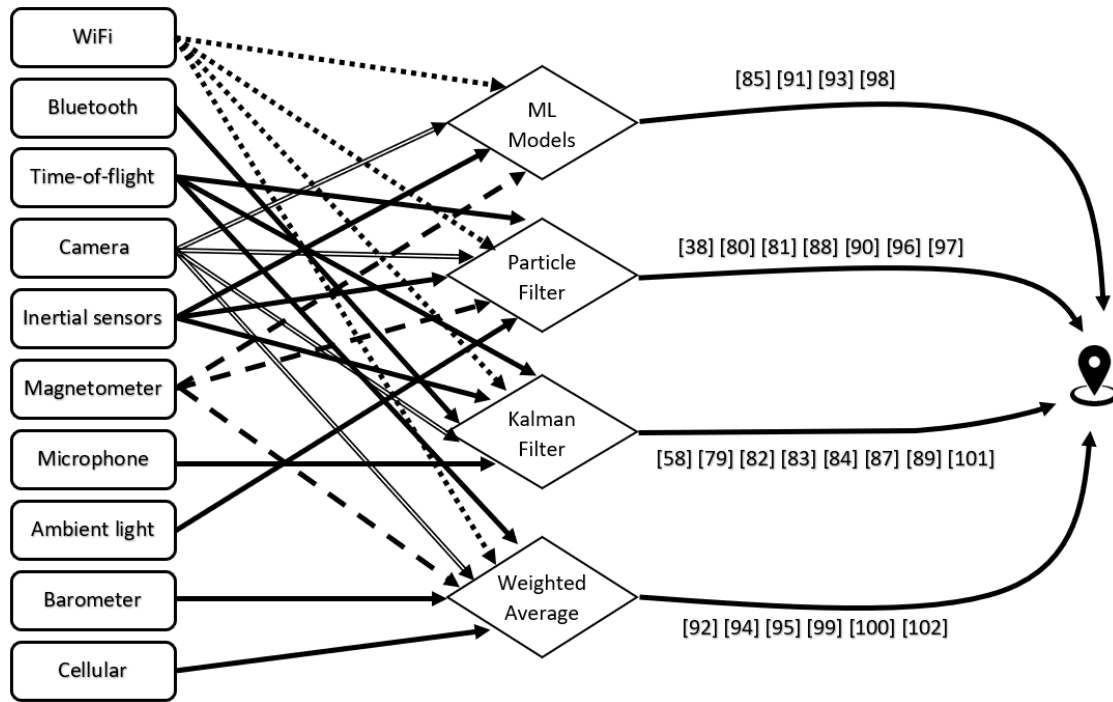 WiFi
Bluetooth
Time-of-flight
Camera
Inertial sensors
Magnetometer
Microphone
Ambient light
Barometer
Cellular
ML
Models
Particle
Filter
Kalman
Filter
Weighted
Average
[85] [91] [93] [98]
[38] [80] [81] [88] [90] [96] [97]
[58] [79] [82] [83] [84] [87] [89] [101]
[92] [94] [95] [99] [100] [102]